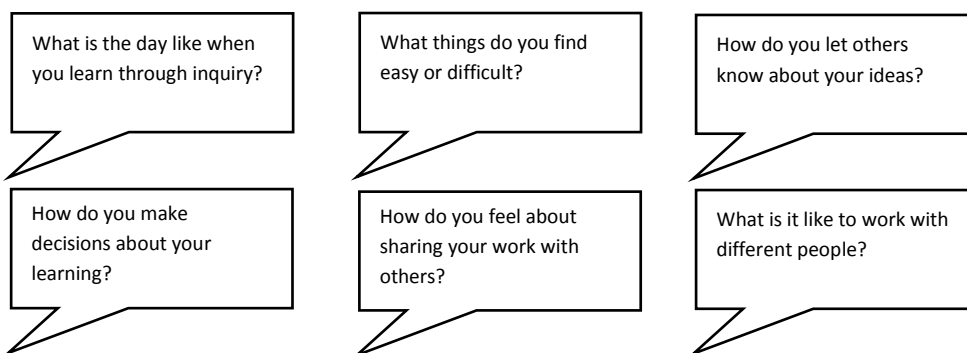 What is the day like when
you learn through inquiry?
What things do you find
easy or difficult?
How do you let others
know about your ideas?
How do you make
decisions about your
learning?
How do you feel about
sharing your work with
others?
What is it like to work with
different people?